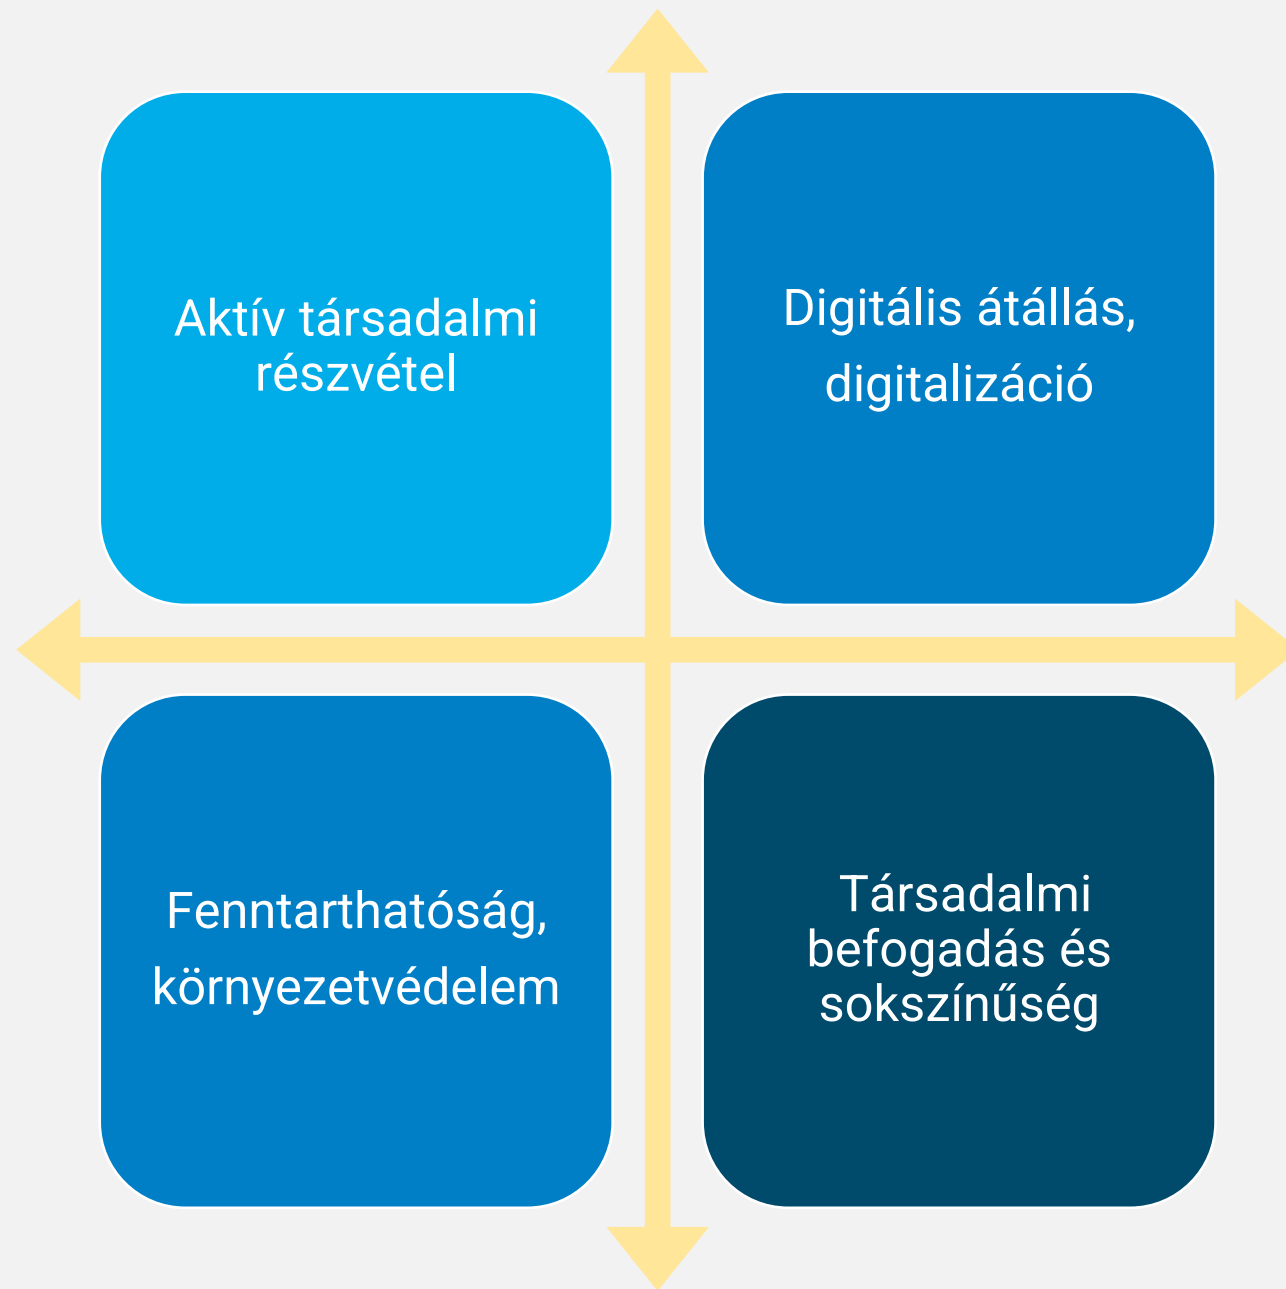 Aktív társadalmi
részvétel
Digitális átállás,
digitalizáció
Fenntarthatóság,
környezetvédelem
Társadalmi
befogadás és
sokszínűség